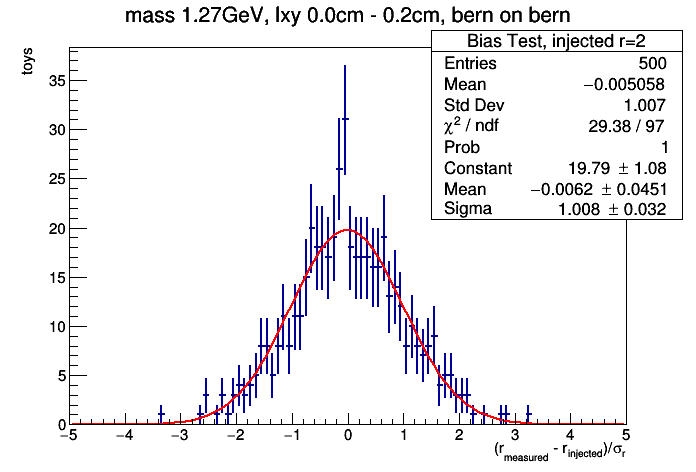 mass 1.27GeV, lxy 0.0cm - 0.2cm, bern on bern
toys
Bias Test, injected r=2
Entries 500
Mean −0.005058
Std Dev 1.007
χ² / ndf 29.38 / 97
Prob 1
Constant 19.79 ± 1.08
Mean −0.0062 ± 0.0451
Sigma 1.008 ± 0.032
35
30
25
20
15
10
5
0
−5 −4 −3 −2 −1 0 1 2 3 4 5
(r_measured - r_injected)/σ_r